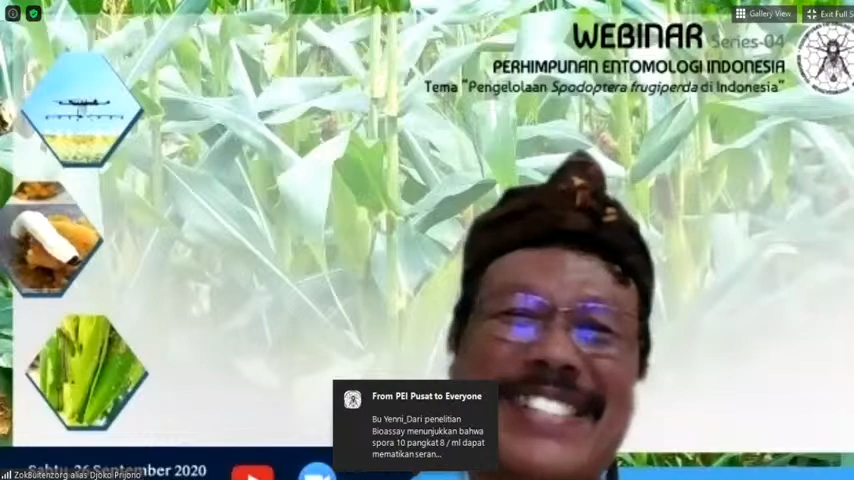 Gallery View
Exit Full S
WEBINAR Series-04
PERHIMPUNAN ENTOMOLOGI INDONESIA
Tema "Pengelolaan Spodoptera frugiperda di Indonesia"
From PEI Pusat to Everyone
Bu Yenni_Dari penelitian
Bioassay menunjukkan bahwa
spora 10 pangkat 8 / ml dapat
mematikan seran...
Sabtu, 26 September 2020
ZokBuitenzorg alias Djoko Prijono